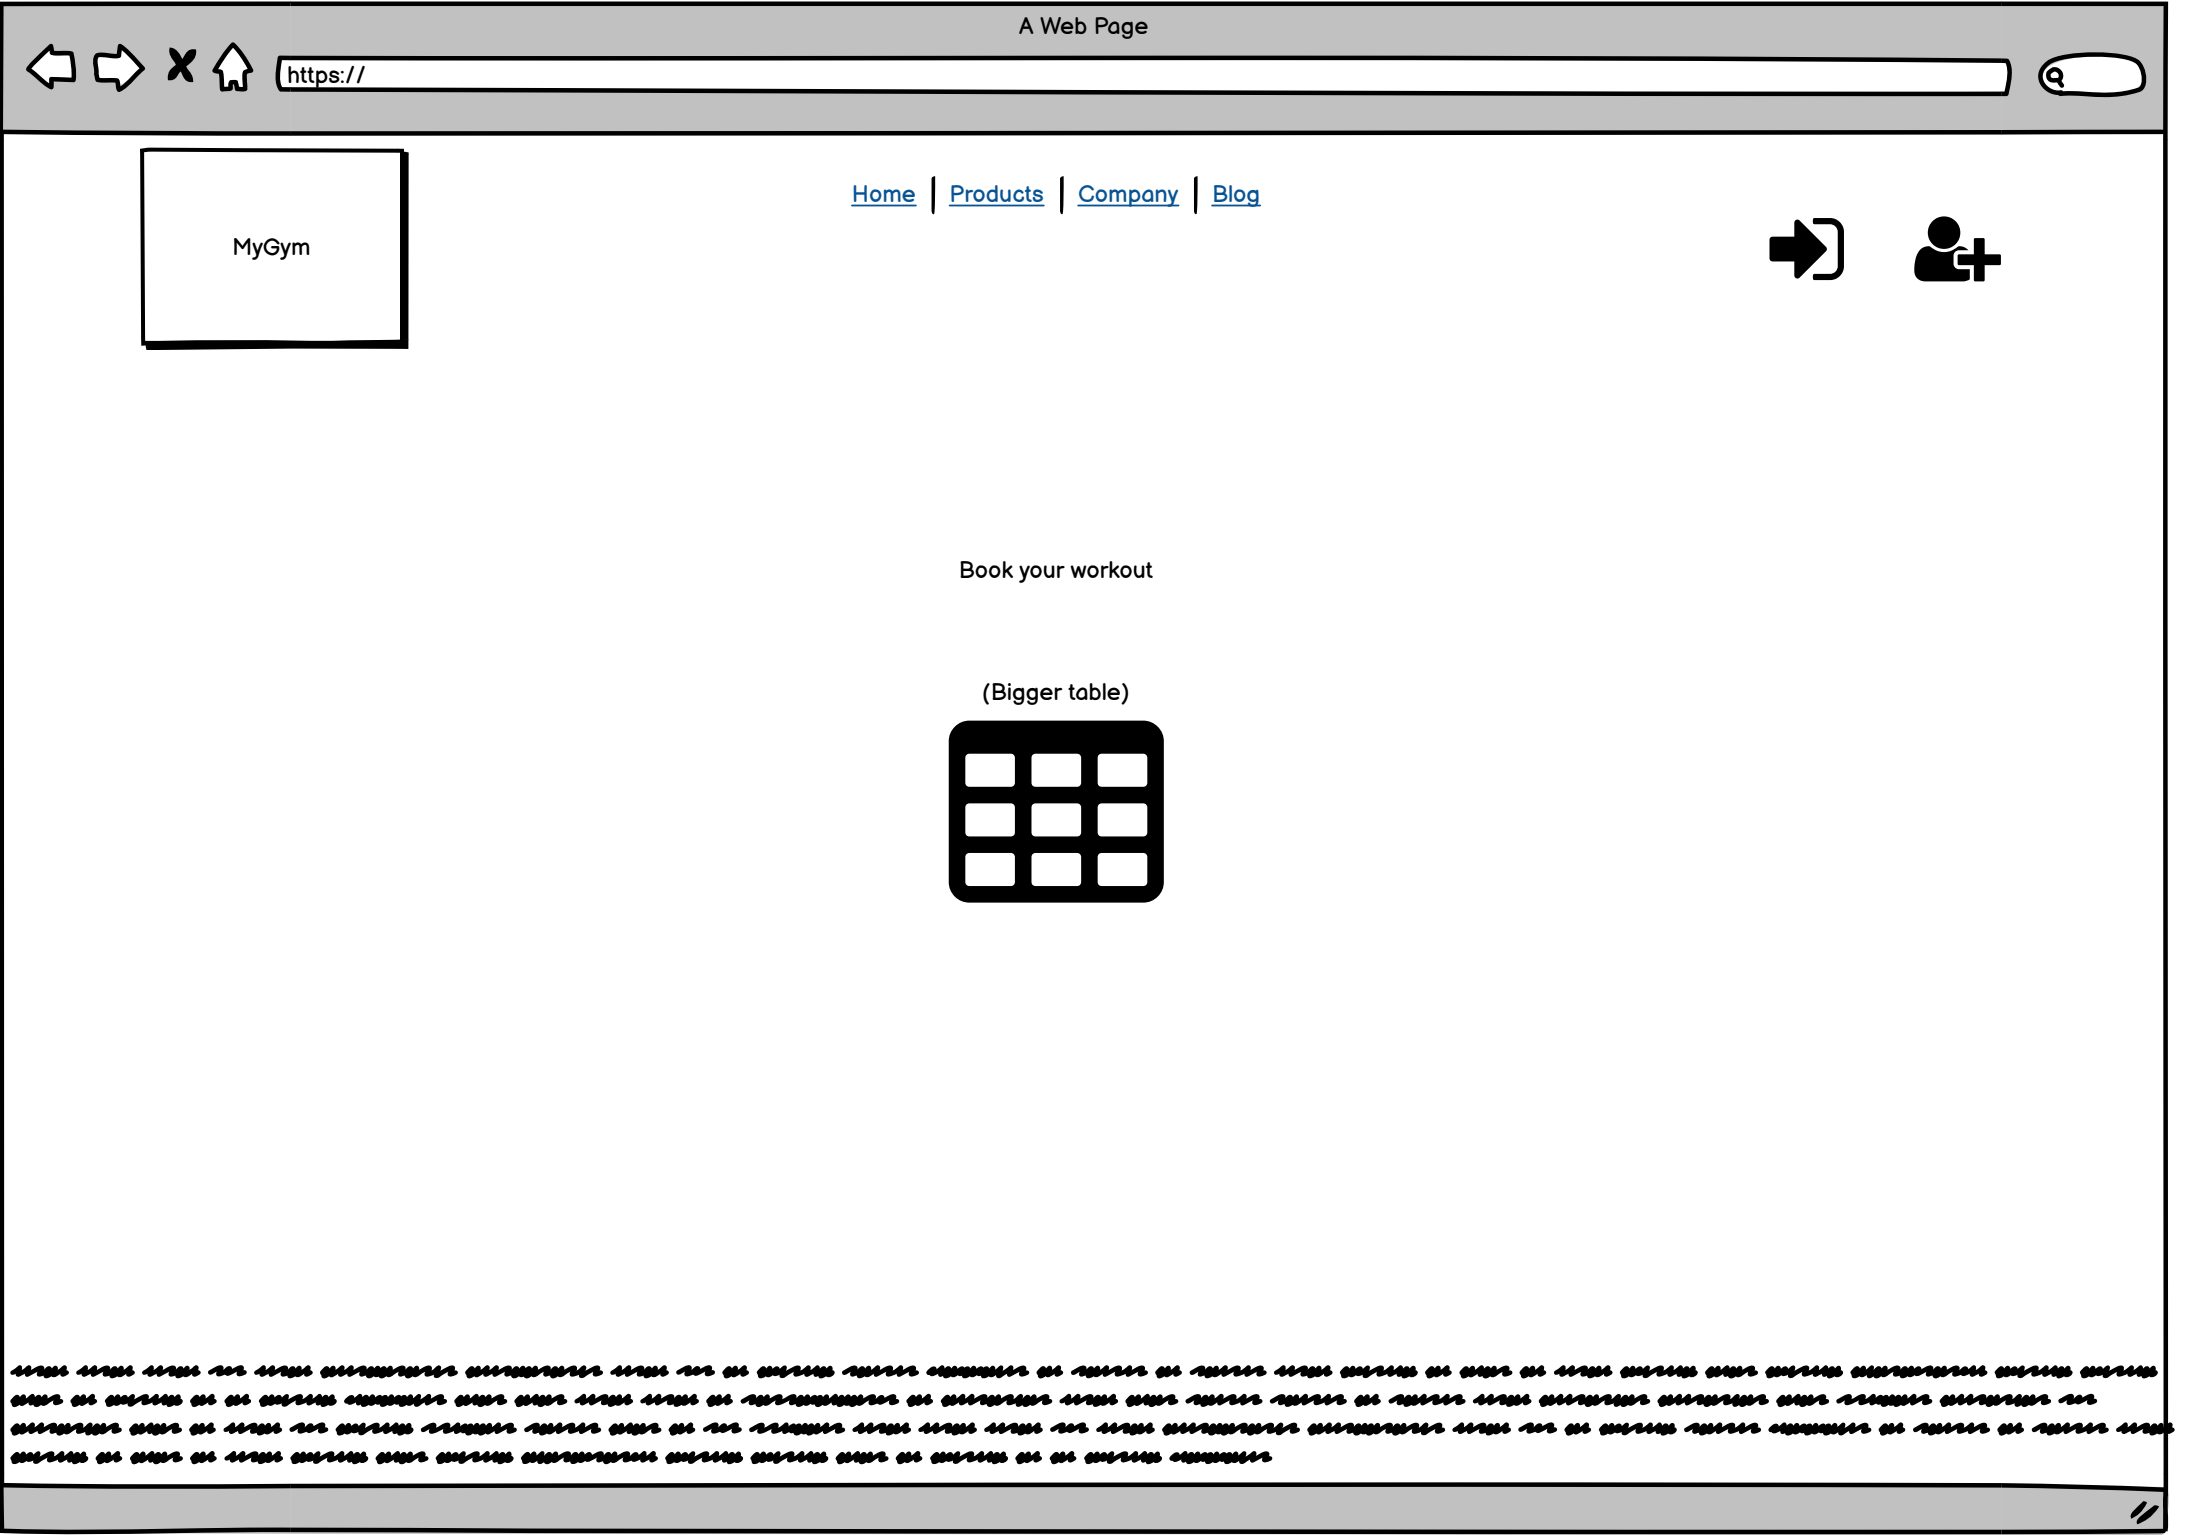 A Web Page
https://
Home Products Company Blog
MyGym
Book your workout
(Bigger table)